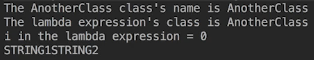 The AnotherClass class's name is AnotherClass
The lambda expression's class is AnotherClass
i in the lambda expression = 0
STRING1STRING2